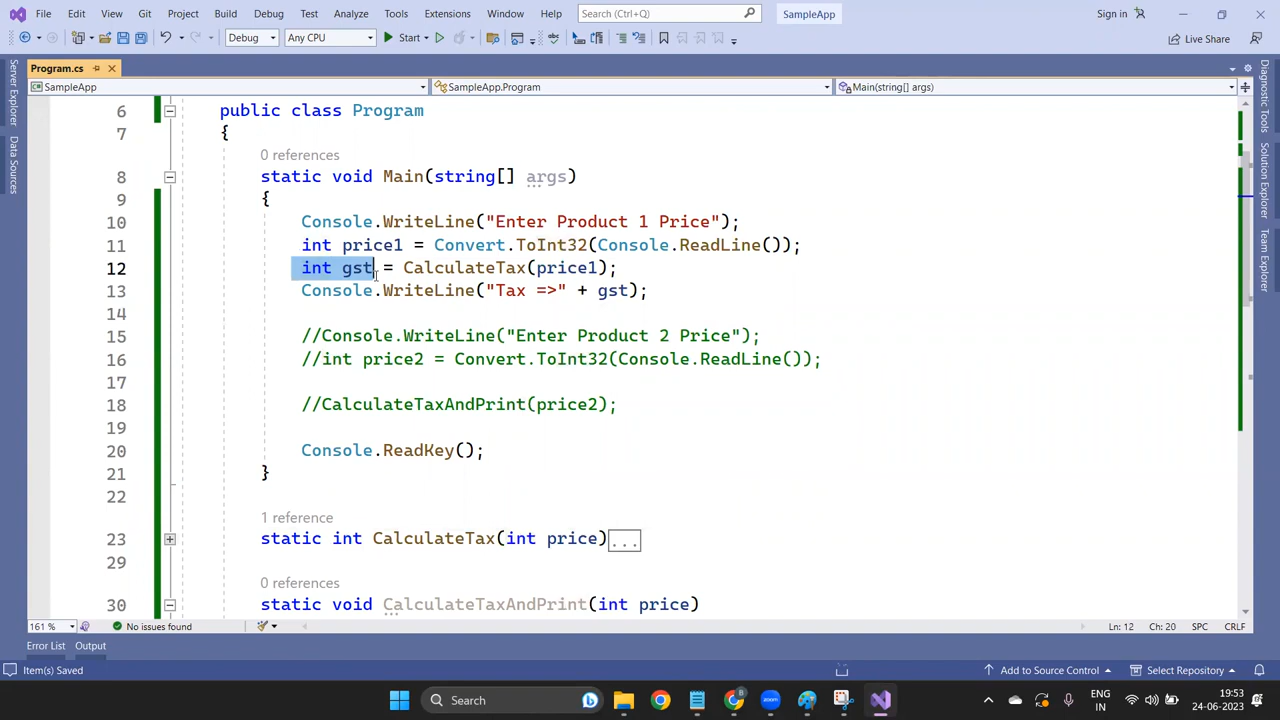 File Edit View Git Project Build Debug Test Analyze Tools Extensions Window Help Search (Ctrl+Q) SampleApp Sign in
Debug Any CPU Start Live Share
Program.cs
SampleApp SampleApp.Program Main(string[] args)
Server Explorer
Data Sources
Diagnostic Tools
Solution Explorer
Team Explorer
6 public class Program
7 {
0 references
8 static void Main(string[] args)
9 {
10 Console.WriteLine("Enter Product 1 Price");
11 int price1 = Convert.ToInt32(Console.ReadLine());
12 int gst = CalculateTax(price1);
13 Console.WriteLine("Tax =>" + gst);
14
15 //Console.WriteLine("Enter Product 2 Price");
16 //int price2 = Convert.ToInt32(Console.ReadLine());
17
18 //CalculateTaxAndPrint(price2);
19
20 Console.ReadKey();
21 }
22
1 reference
23 static int CalculateTax(int price)...
29
0 references
30 static void CalculateTaxAndPrint(int price)
161 % No issues found Ln: 12 Ch: 20 SPC CRLF
Error List Output
Item(s) Saved Add to Source Control Select Repository
Search ENG 19:53
IN 24-06-2023